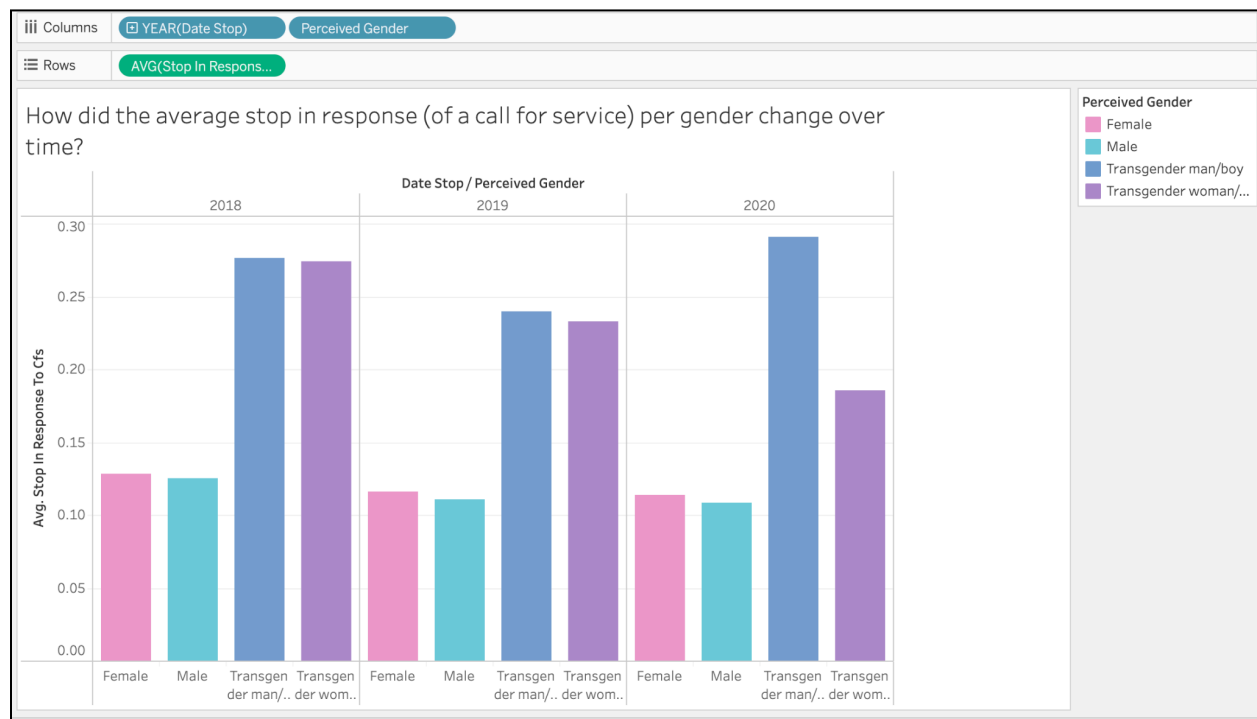 Columns
YEAR(Date Stop)
Perceived Gender
Rows
AVG(Stop In Respons...
How did the average stop in response (of a call for service) per gender change over
time?
Perceived Gender
Female
Male
Transgender man/boy
Transgender woman/...
Date Stop / Perceived Gender
2018
2019
2020
Avg. Stop In Response To Cfs
0.30
0.25
0.20
0.15
0.10
0.05
0.00
Female
Male
Transgen
der man/..
Transgen
der wom..
Female
Male
Transgen
der man/..
Transgen
der wom..
Female
Male
Transgen
der man/..
Transgen
der wom..